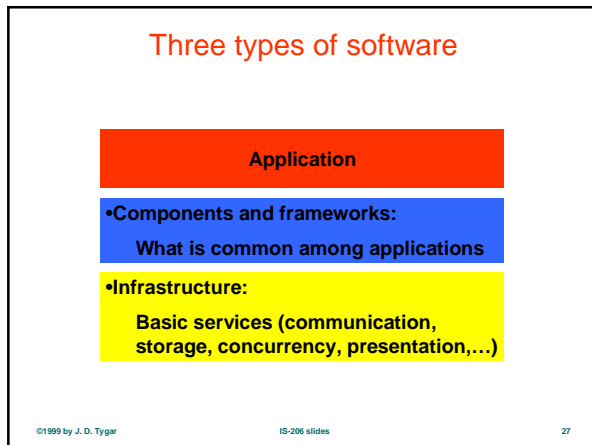 Three types of software
Application
•Components and frameworks:
What is common among applications
•Infrastructure:
Basic services (communication,
storage, concurrency, presentation,…)
©1999 by J. D. Tygar
IS-206 slides
27